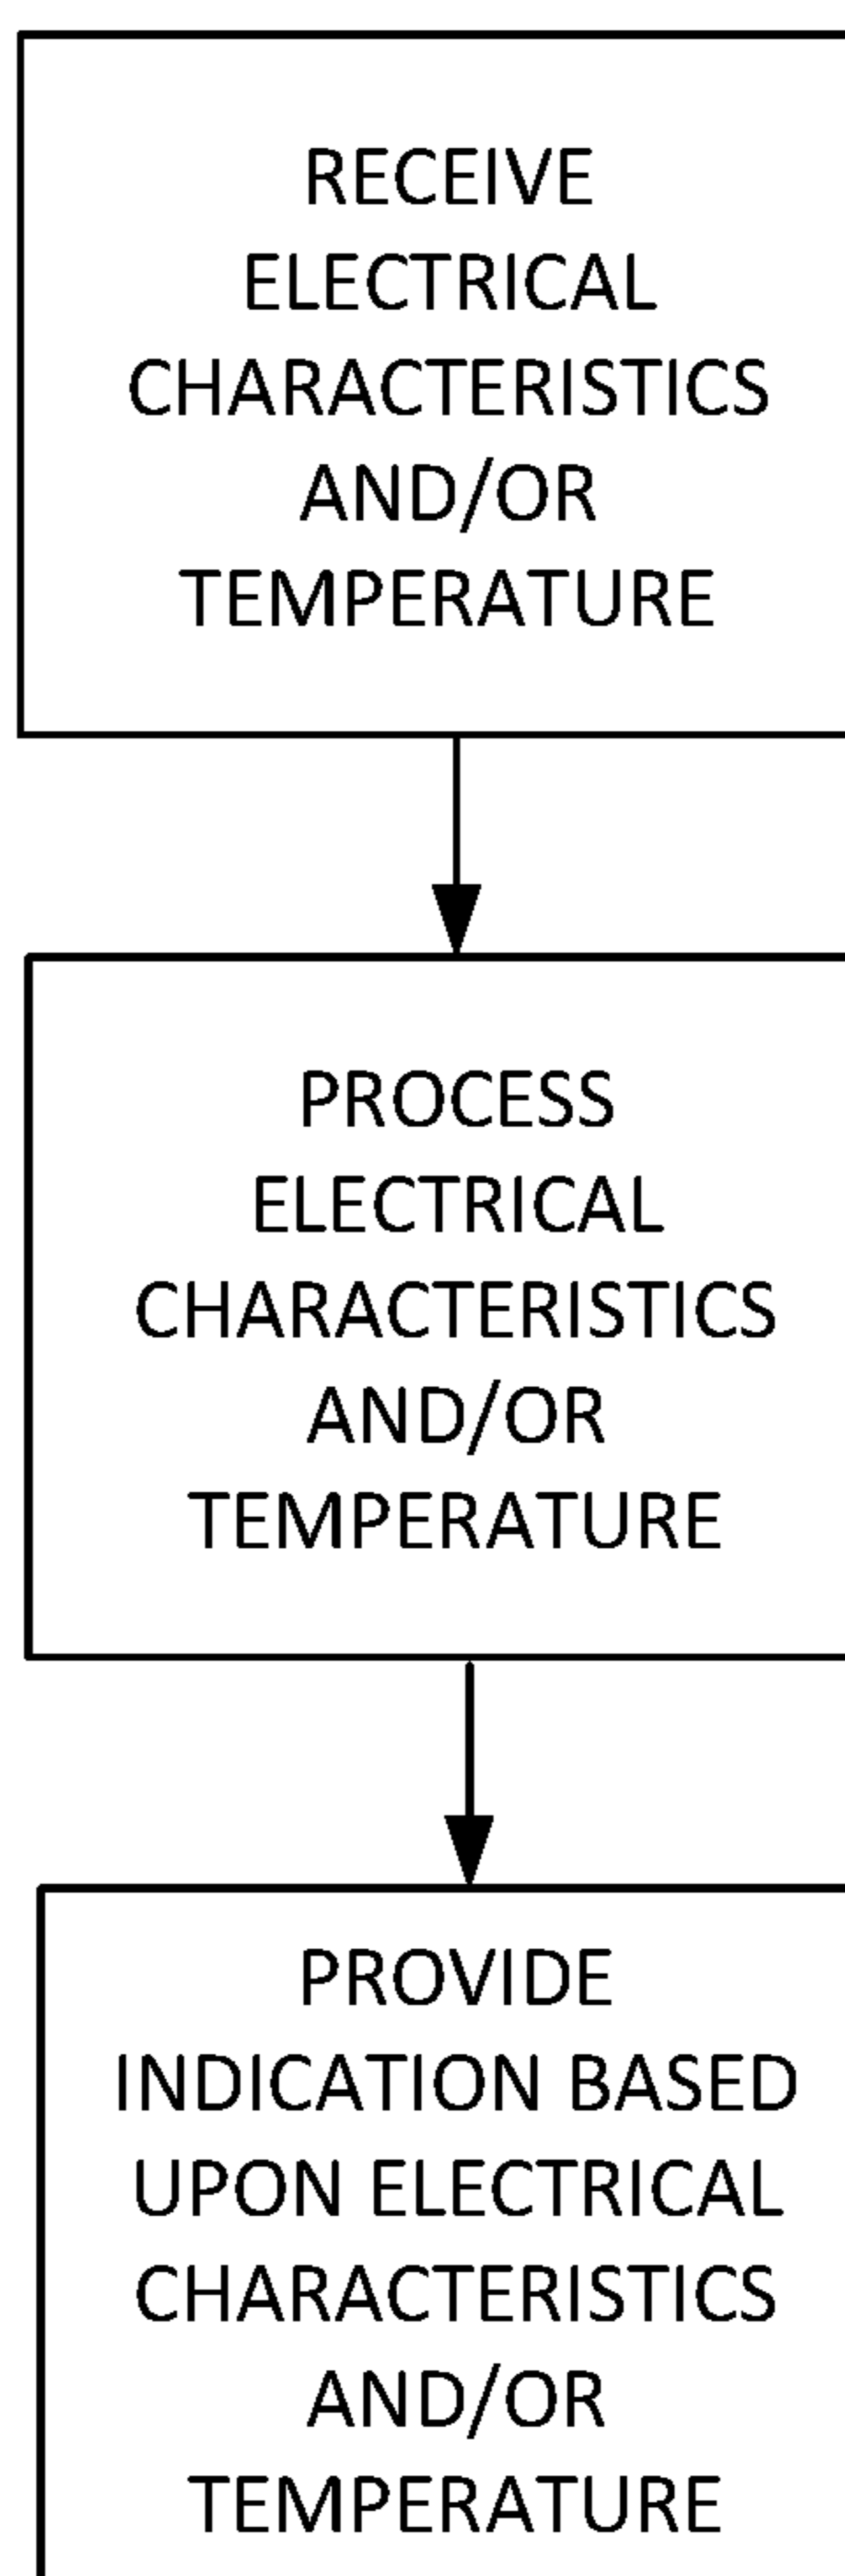 RECEIVE
ELECTRICAL
CHARACTERISTICS
AND/OR
TEMPERATURE
PROCESS
ELECTRICAL
CHARACTERISTICS
AND/OR
TEMPERATURE
PROVIDE
INDICATION BASED
UPON ELECTRICAL
CHARACTERISTICS
AND/OR
TEMPERATURE